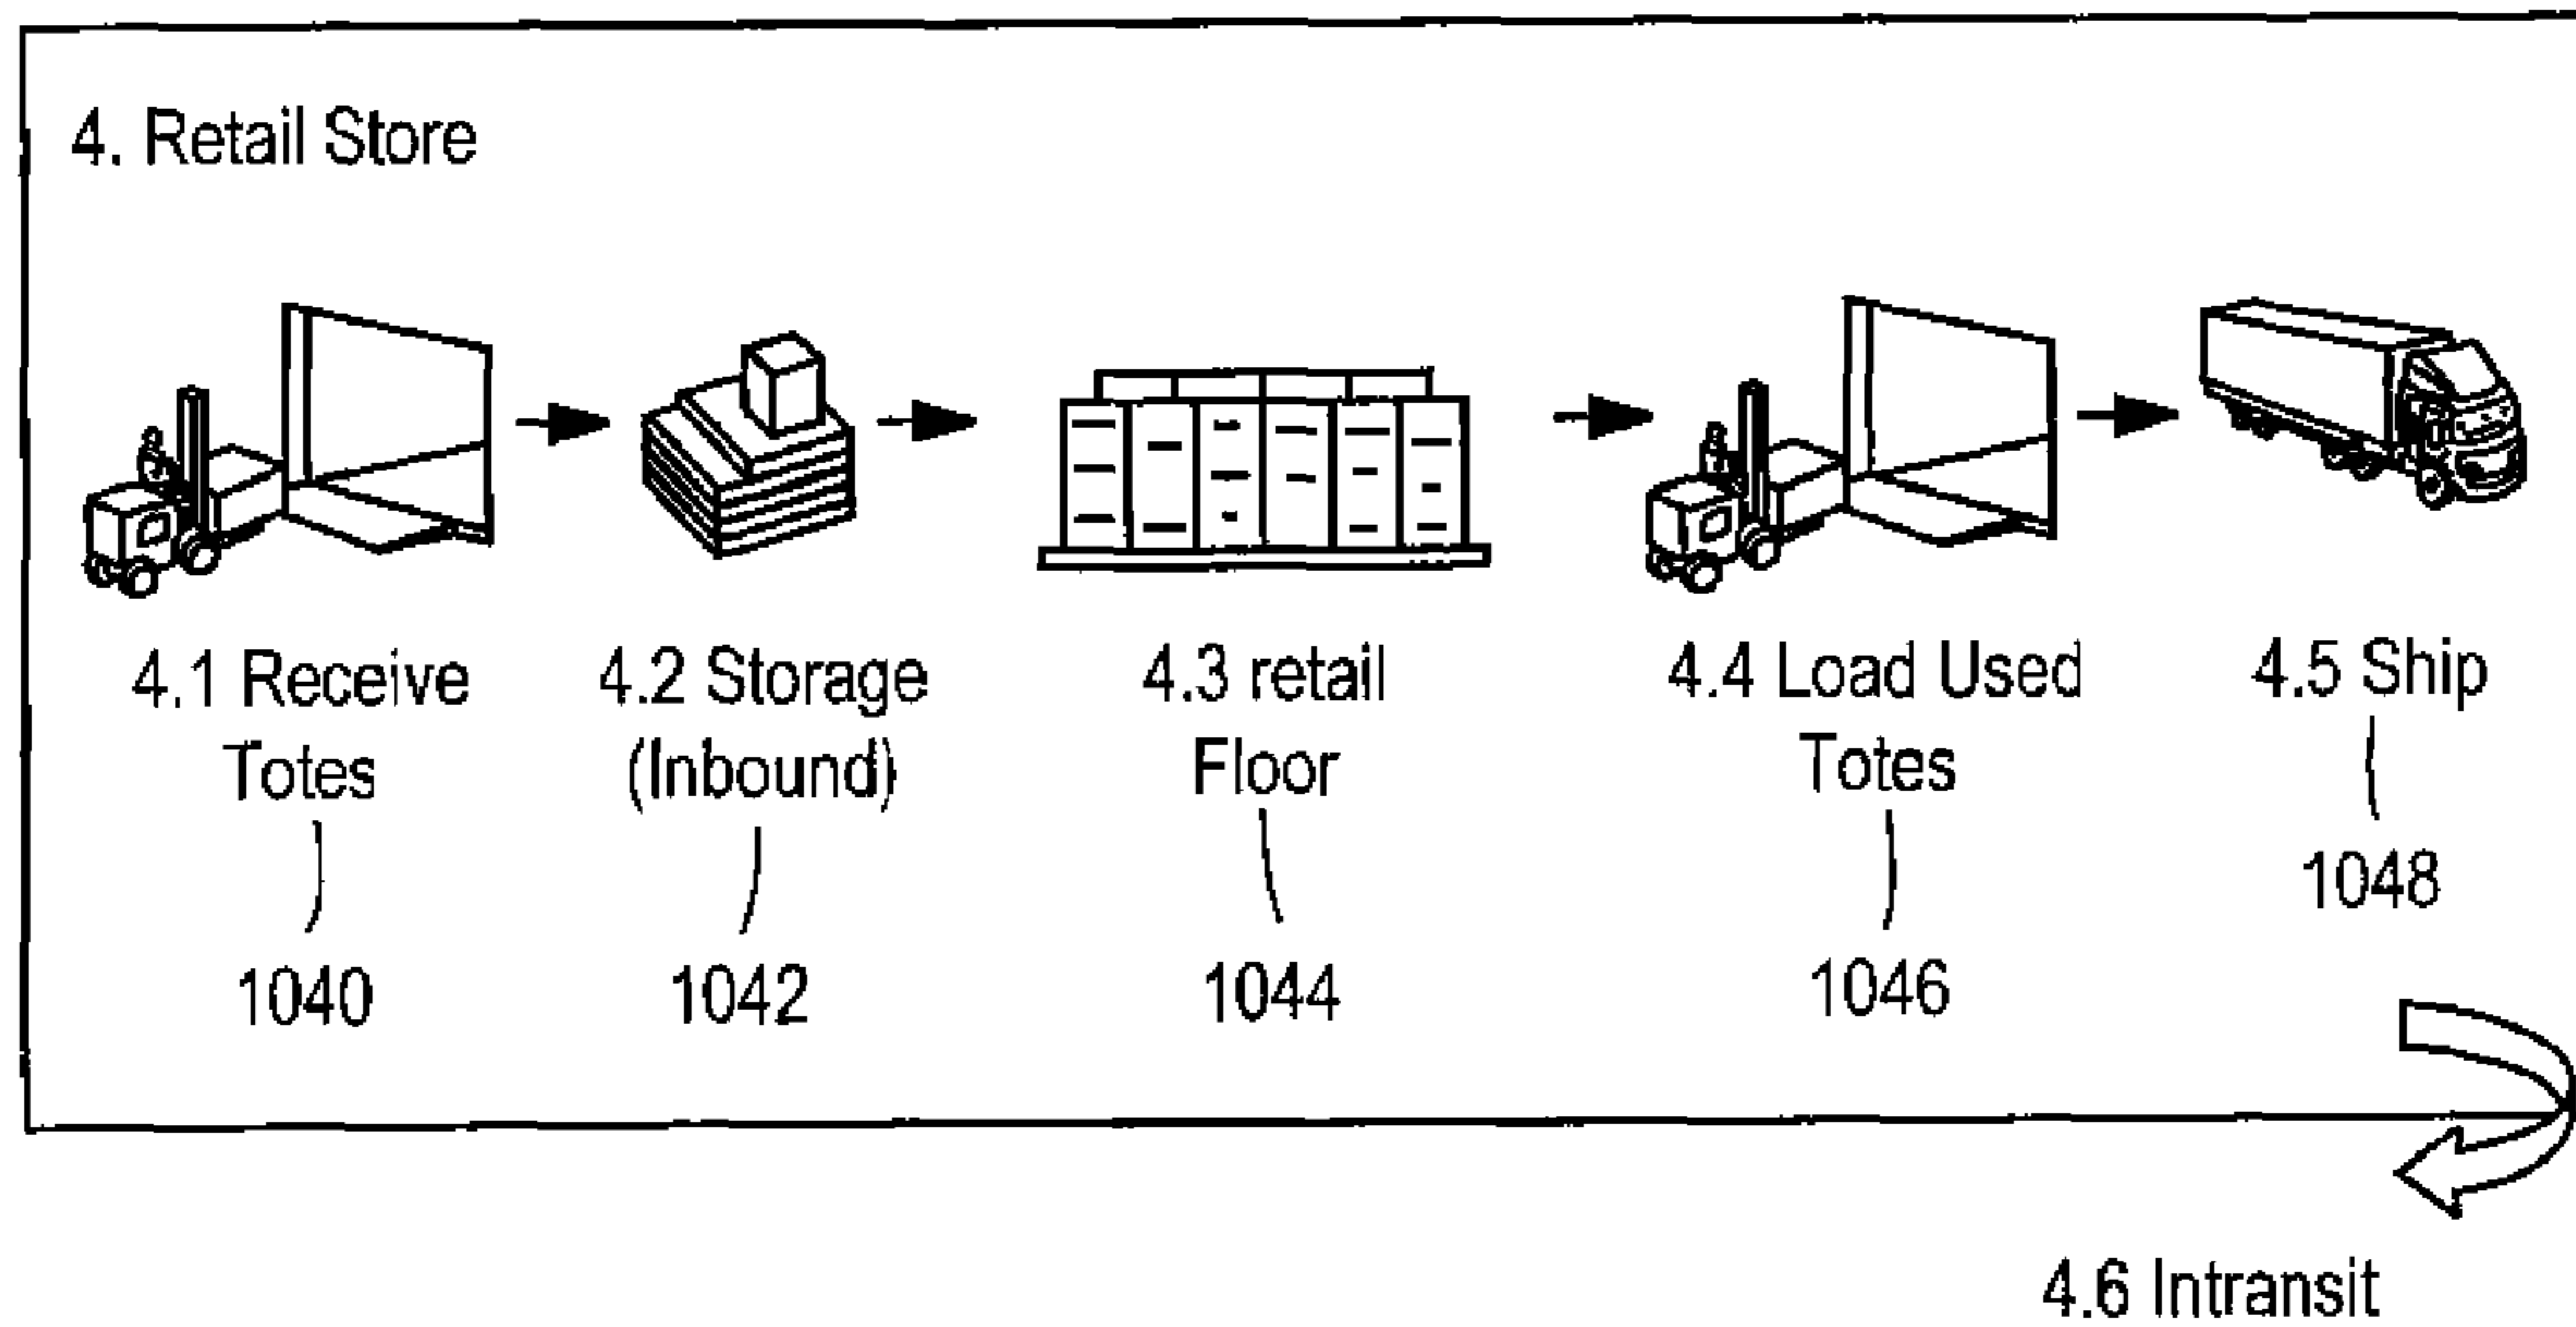 4. Retail Store
4.1 Receive
Totes
1040
4.2 Storage
(Inbound)
1042
4.3 retail
Floor
1044
4.4 Load Used
Totes
1046
4.5 Ship
1048
4.6 Intransit